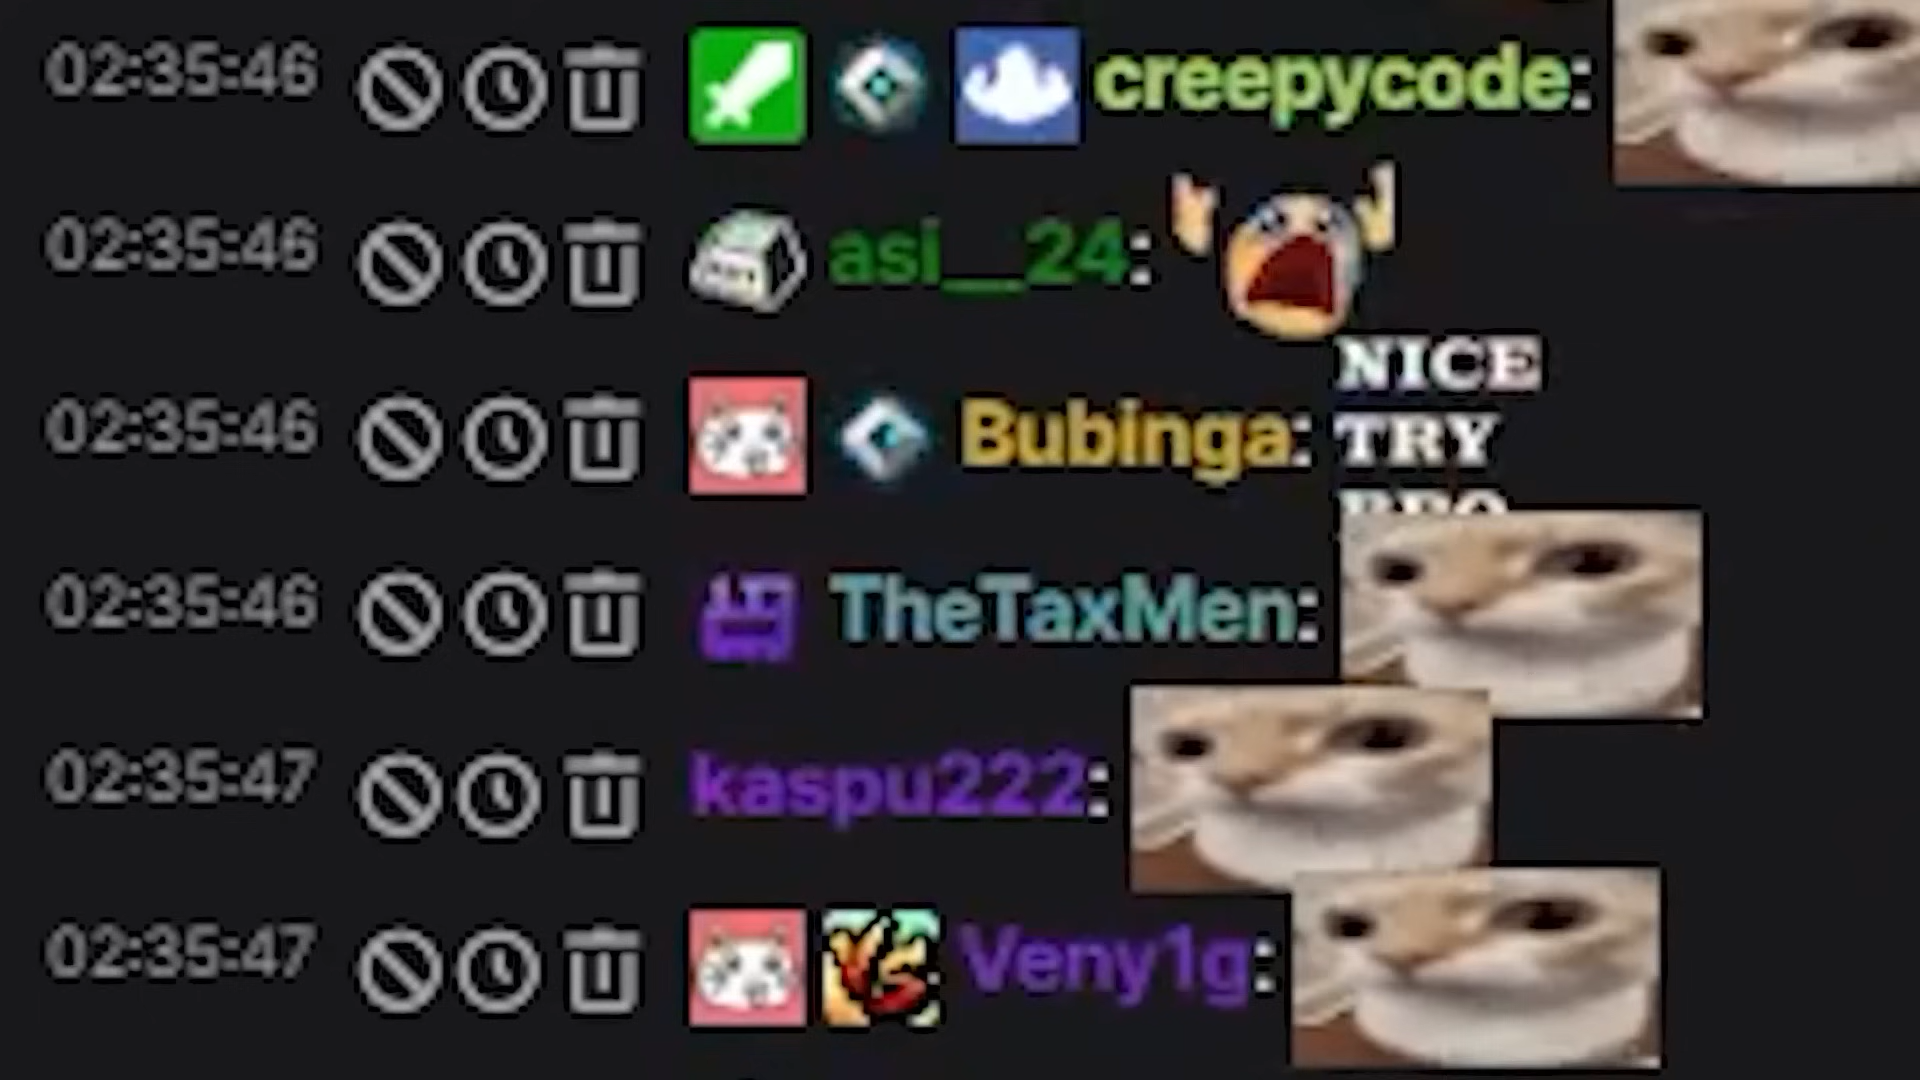 02:35:46 creepycode:
02:35:46 asi__24:
NICE
02:35:46 Bubinga: TRY
02:35:46 TheTaxMen:
02:35:47 kaspu222:
02:35:47 VS Veny1g: